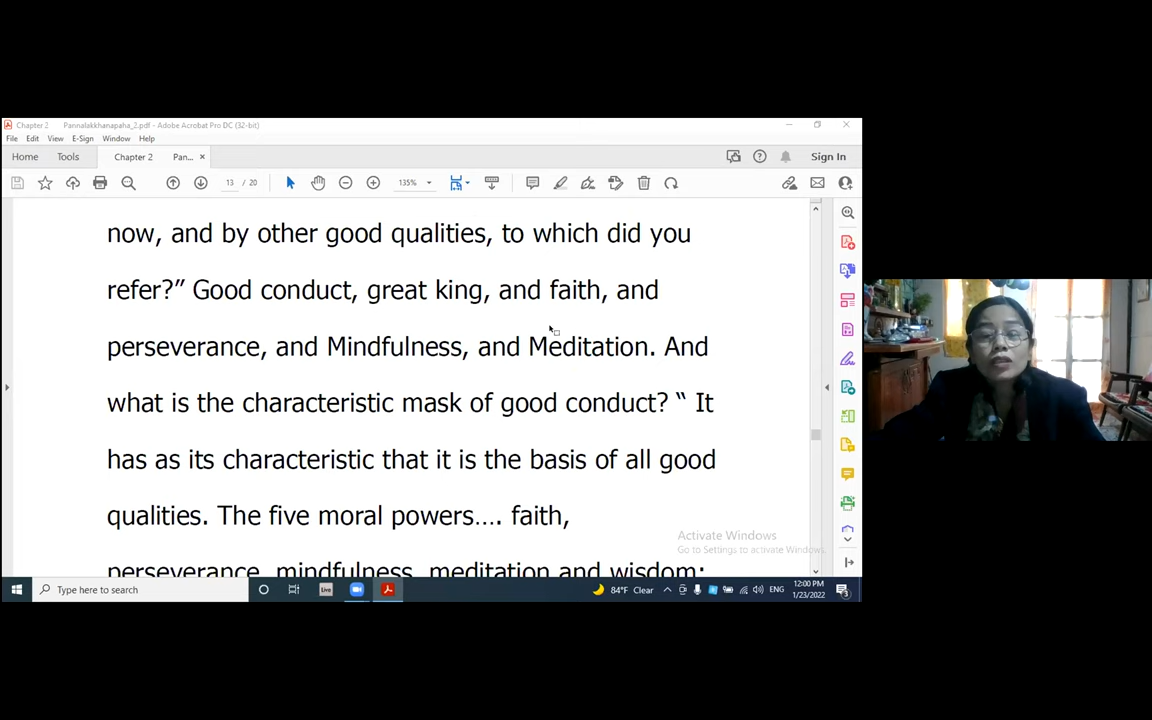 Chapter 2 Pannalakkhanapaha_2.pdf - Adobe Acrobat Pro DC (32-bit)
File Edit View E-Sign Window Help
Home Tools Chapter 2 Pan... × Sign In
13 / 20 135%
now, and by other good qualities, to which did you
refer?” Good conduct, great king, and faith, and
perseverance, and Mindfulness, and Meditation. And
what is the characteristic mask of good conduct? “ It
has as its characteristic that it is the basis of all good
qualities. The five moral powers…. faith,
perseverance, mindfulness, meditation and wisdom;
Activate Windows
Go to Settings to activate Windows.
Type here to search
Live
84°F Clear
ENG
12:00 PM
1/23/2022
3